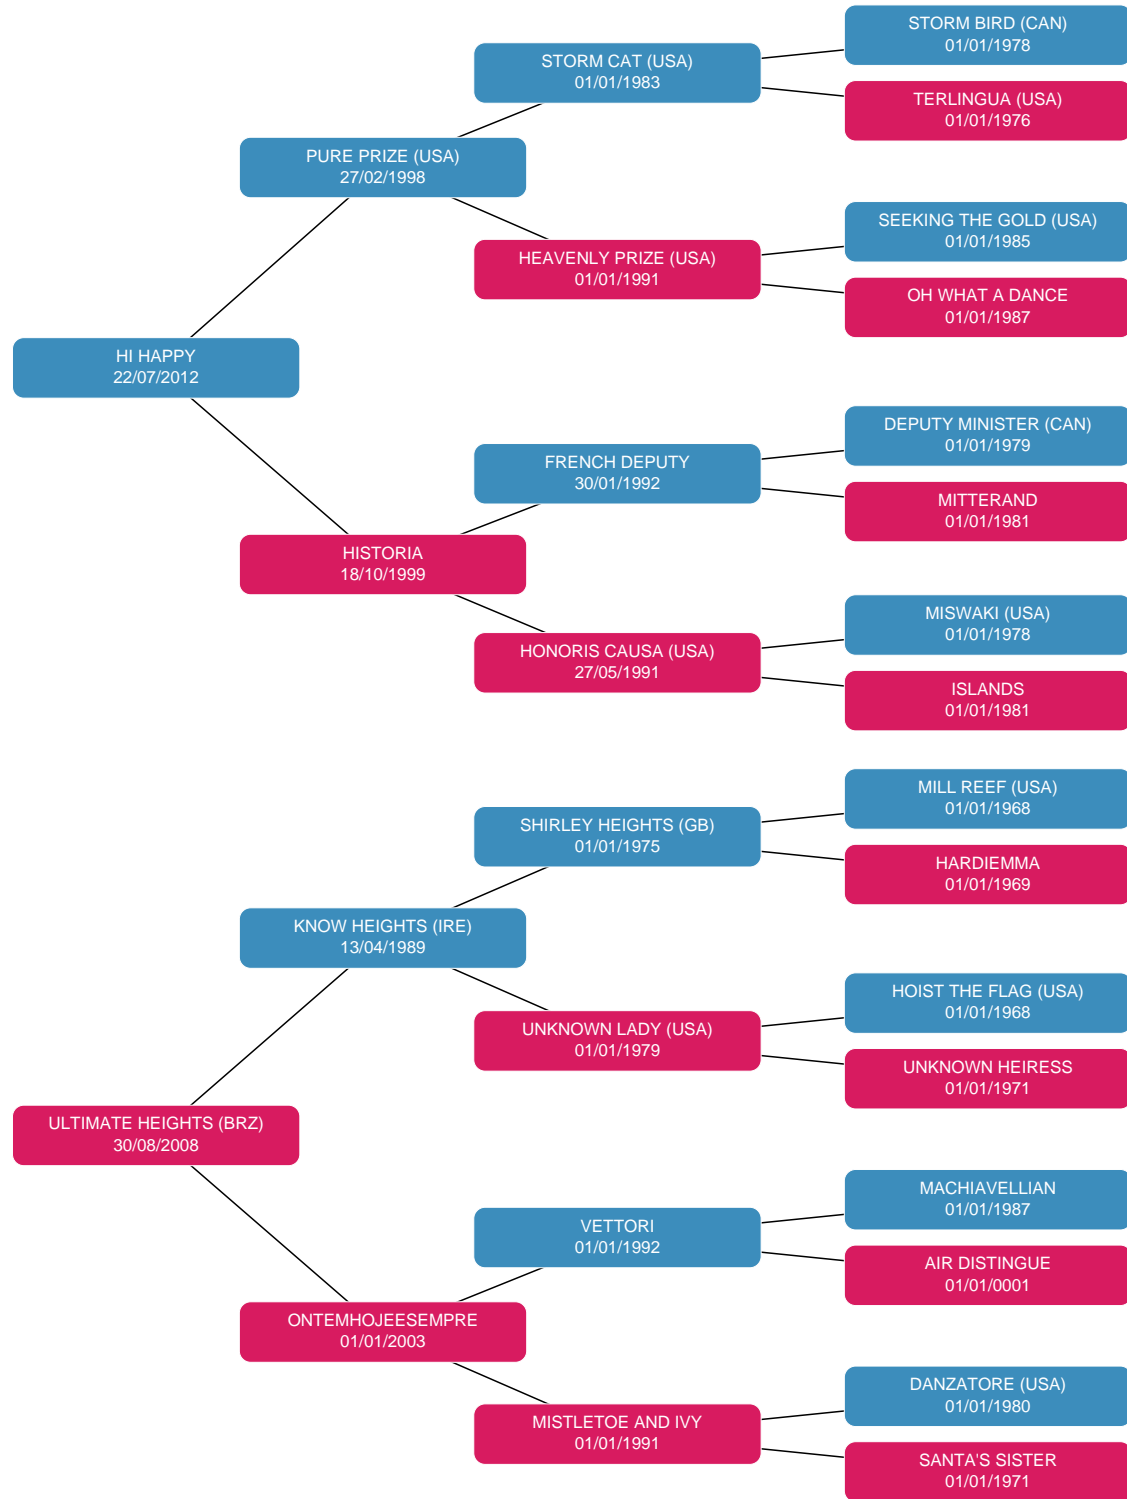 STORM BIRD (CAN)
01/01/1978
STORM CAT (USA)
01/01/1983
TERLINGUA (USA)
01/01/1976
PURE PRIZE (USA)
27/02/1998
SEEKING THE GOLD (USA)
01/01/1985
HEAVENLY PRIZE (USA)
01/01/1991
OH WHAT A DANCE
01/01/1987
HI HAPPY
22/07/2012
DEPUTY MINISTER (CAN)
01/01/1979
FRENCH DEPUTY
30/01/1992
MITTERAND
01/01/1981
HISTORIA
18/10/1999
MISWAKI (USA)
01/01/1978
HONORIS CAUSA (USA)
27/05/1991
ISLANDS
01/01/1981
MILL REEF (USA)
01/01/1968
SHIRLEY HEIGHTS (GB)
01/01/1975
HARDIEMMA
01/01/1969
KNOW HEIGHTS (IRE)
13/04/1989
HOIST THE FLAG (USA)
01/01/1968
UNKNOWN LADY (USA)
01/01/1979
UNKNOWN HEIRESS
01/01/1971
ULTIMATE HEIGHTS (BRZ)
30/08/2008
MACHIAVELLIAN
01/01/1987
VETTORI
01/01/1992
AIR DISTINGUE
01/01/0001
ONTEMHOJEESEMPRE
01/01/2003
DANZATORE (USA)
01/01/1980
MISTLETOE AND IVY
01/01/1991
SANTA'S SISTER
01/01/1971